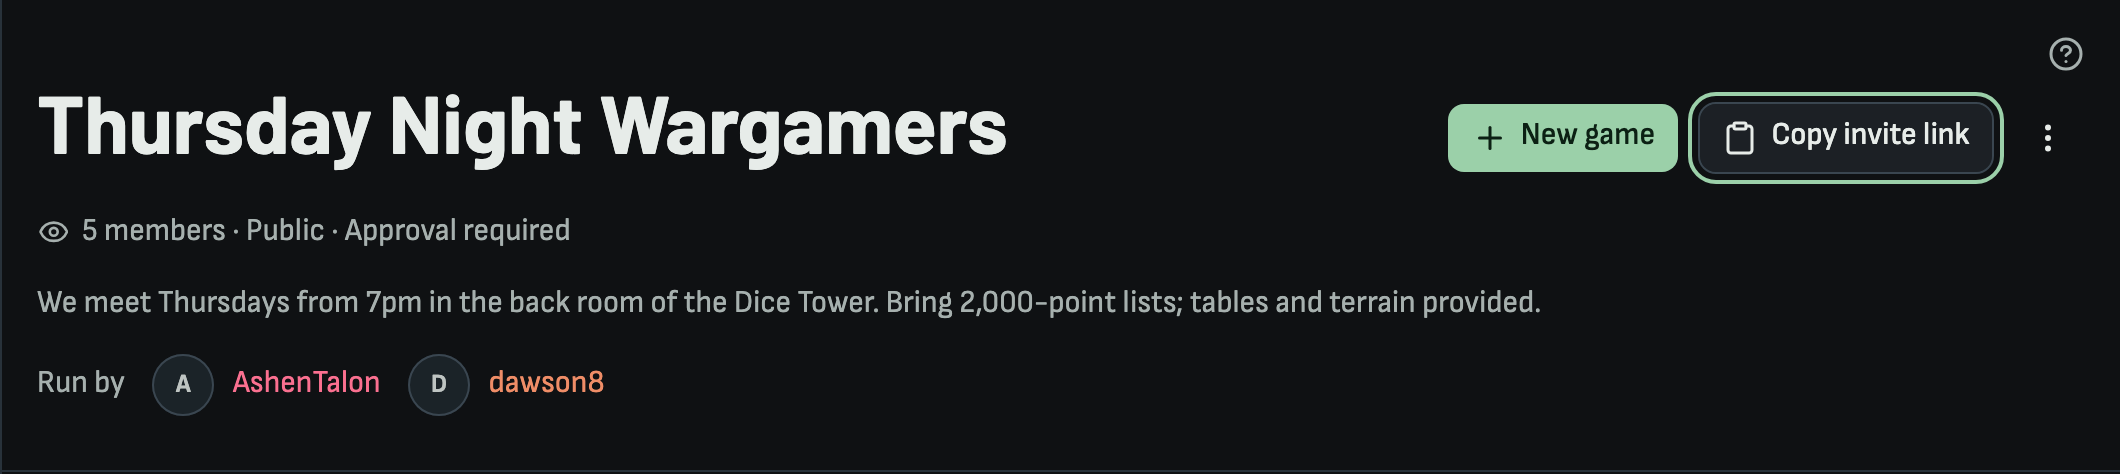 Thursday Night Wargamers
New game
Copy invite link
5 members · Public · Approval required
We meet Thursdays from 7pm in the back room of the Dice Tower. Bring 2,000-point lists; tables and terrain provided.
Run by A AshenTalon D dawson8